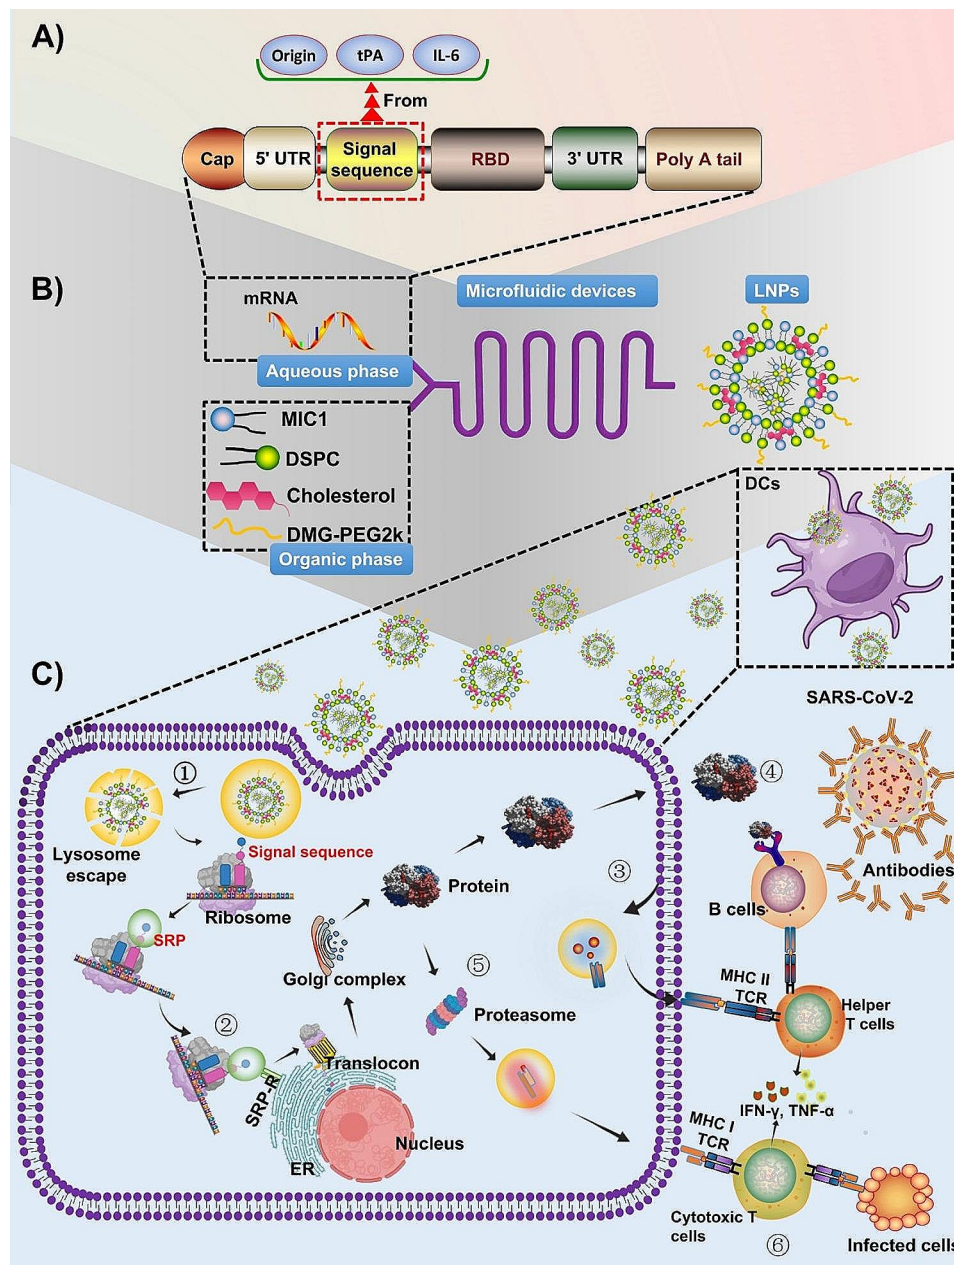 A)
Origin tPA IL-6
From
Cap 5' UTR Signal sequence RBD 3' UTR Poly A tail
B)
mRNA
Aqueous phase
Microfluidic devices
LNPs
MIC1
DSPC
Cholesterol
DMG-PEG2k
Organic phase
DCs
C)
SARS-CoV-2
①
Lysosome
escape
Signal sequence
Ribosome
SRP
②
SRP-R
Translocon
ER
Nucleus
Golgi complex
Protein
④
③
⑤
Proteasome
Antibodies
B cells
MHC II
TCR
Helper
T cells
IFN-γ, TNF-α
MHC I
TCR
Cytotoxic T
cells
⑥
Infected cells